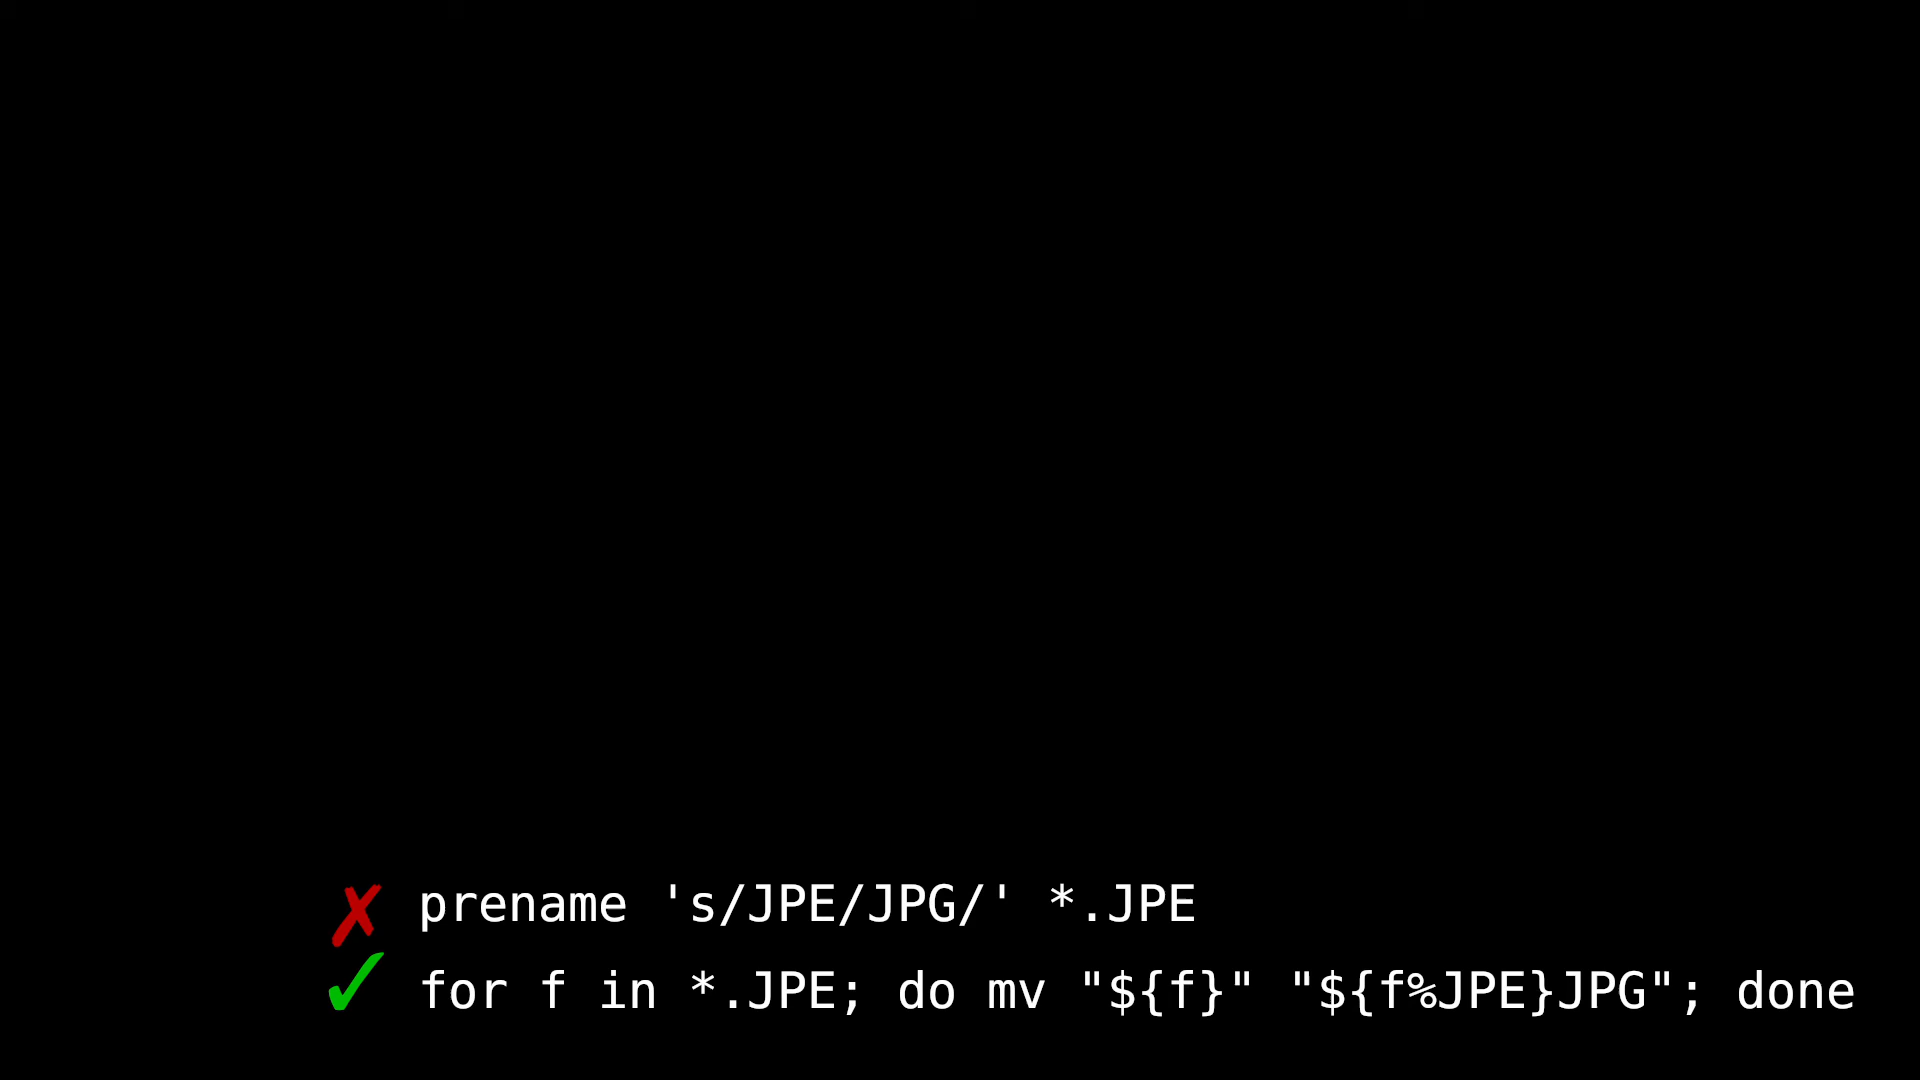 ✗ prename 's/JPE/JPG/' *.JPE
✓ for f in *.JPE; do mv "${f}" "${f%JPE}JPG"; done